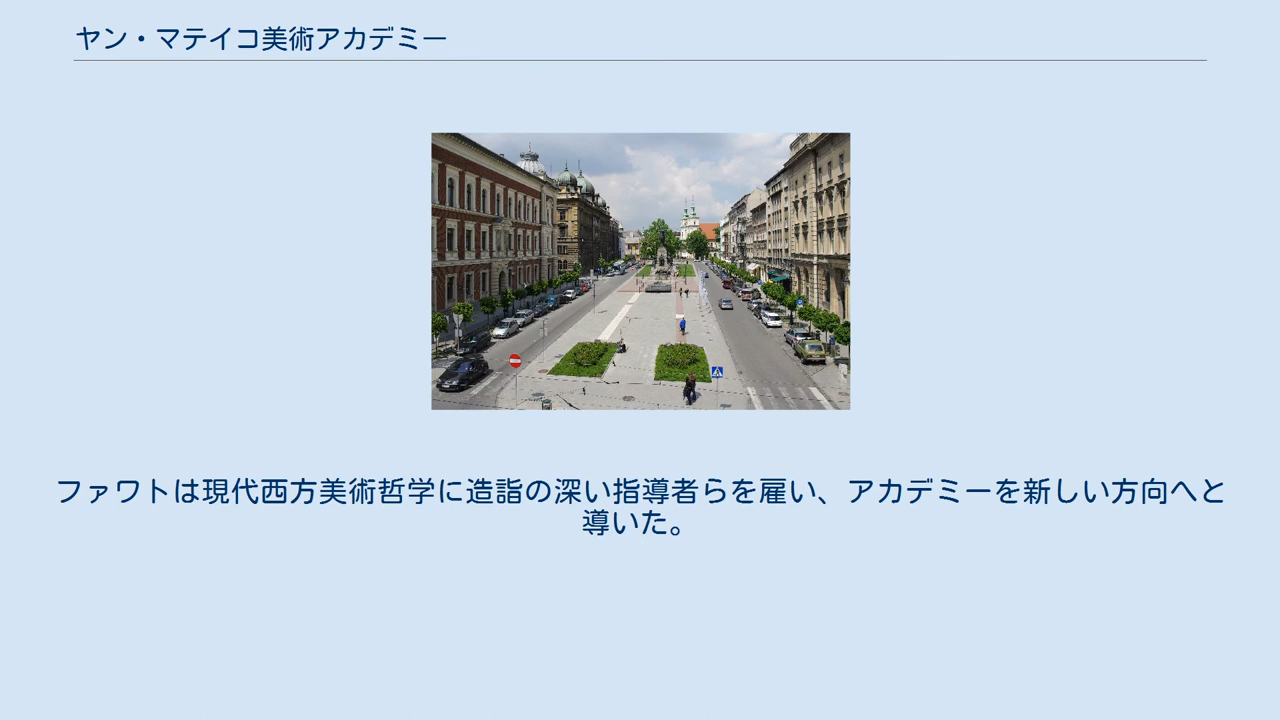 ヤン・マテイコ美術アカデミー
ファワトは現代西方美術哲学に造詣の深い指導者らを雇い、アカデミーを新しい方向へと
導いた。